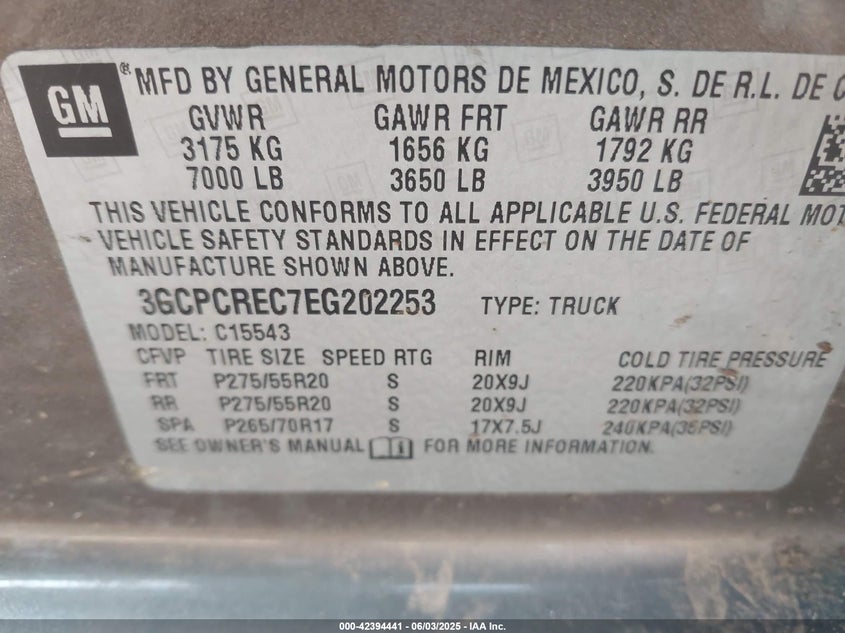 GM
® MFD BY GENERAL MOTORS DE MEXICO, S. DE R.L. DE C
GVWR GAWR FRT GAWR RR
3175 KG 1656 KG 1792 KG
7000 LB 3650 LB 3950 LB
THIS VEHICLE CONFORMS TO ALL APPLICABLE U.S. FEDERAL MOT
VEHICLE SAFETY STANDARDS IN EFFECT ON THE DATE OF
MANUFACTURE SHOWN ABOVE.
3GCPCREC7EG202253 TYPE: TRUCK
MODEL: C15543
CFVP TIRE SIZE SPEED RTG RIM COLD TIRE PRESSURE
FRT P275/55R20 S 20X9J 220KPA(32PSI)
RR P275/55R20 S 20X9J 220KPA(32PSI)
SPA P265/70R17 S 17X7.5J 240KPA(35PSI)
SEE OWNER'S MANUAL FOR MORE INFORMATION.
000-42394441 - 06/03/2025 - IAA Inc.